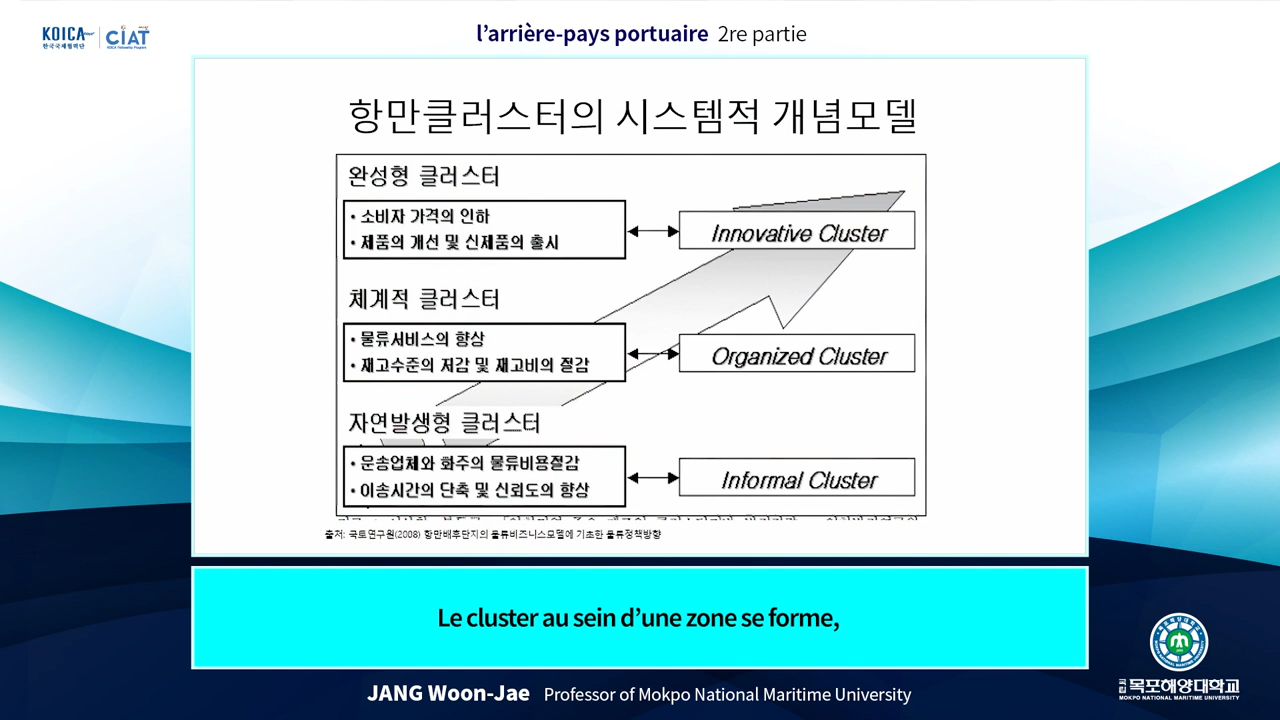 KOICA
한국국제협력단
CIAT
KOICA Fellowship Program
l'arrière-pays portuaire 2re partie
항만클러스터의 시스템적 개념모델
완성형 클러스터
• 소비자 가격의 인하
• 제품의 개선 및 신제품의 출시
Innovative Cluster
체계적 클러스터
• 물류서비스의 향상
• 재고수준의 저감 및 재고비의 절감
Organized Cluster
자연발생형 클러스터
• 운송업체와 화주의 물류비용절감
• 이송시간의 단축 및 신뢰도의 향상
Informal Cluster
출처: 국토연구원(2008) 항만배후단지의 물류비즈니스모델에 기초한 물류정책방향
Le cluster au sein d'une zone se forme,
JANG Woon-Jae Professor of Mokpo National Maritime University
국립 목포해양대학교
MOKPO NATIONAL MARITIME UNIVERSITY